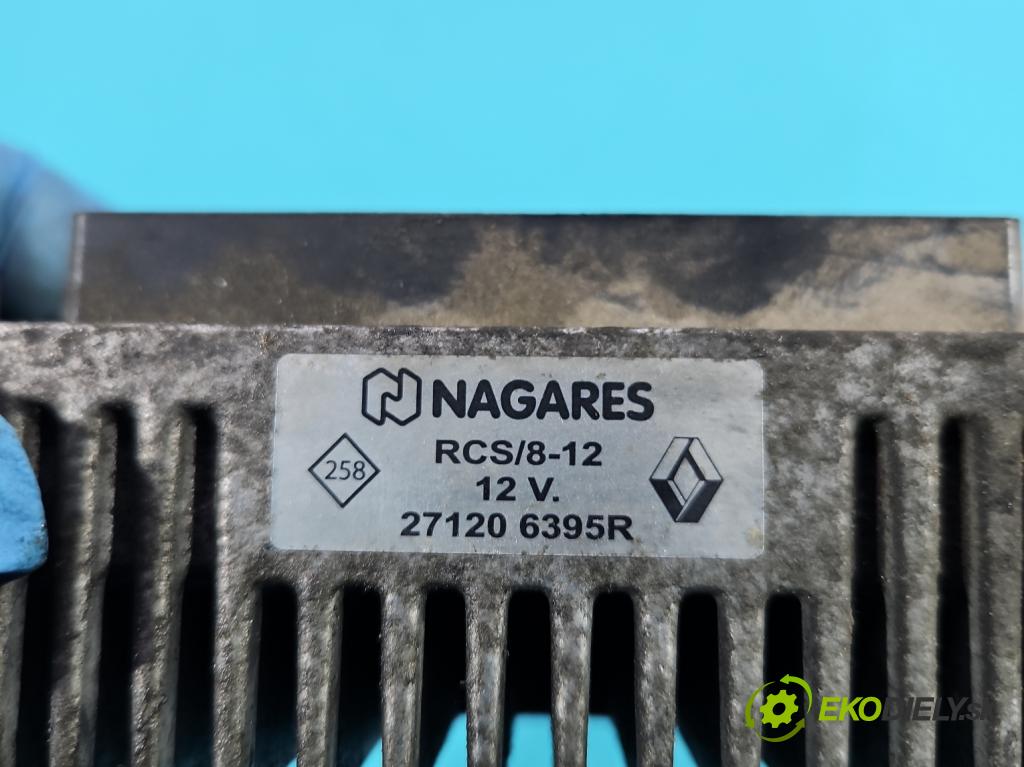 NAGARES
RCS/8-12
258
12 V.
27120 6395R
EKODIELY.SK